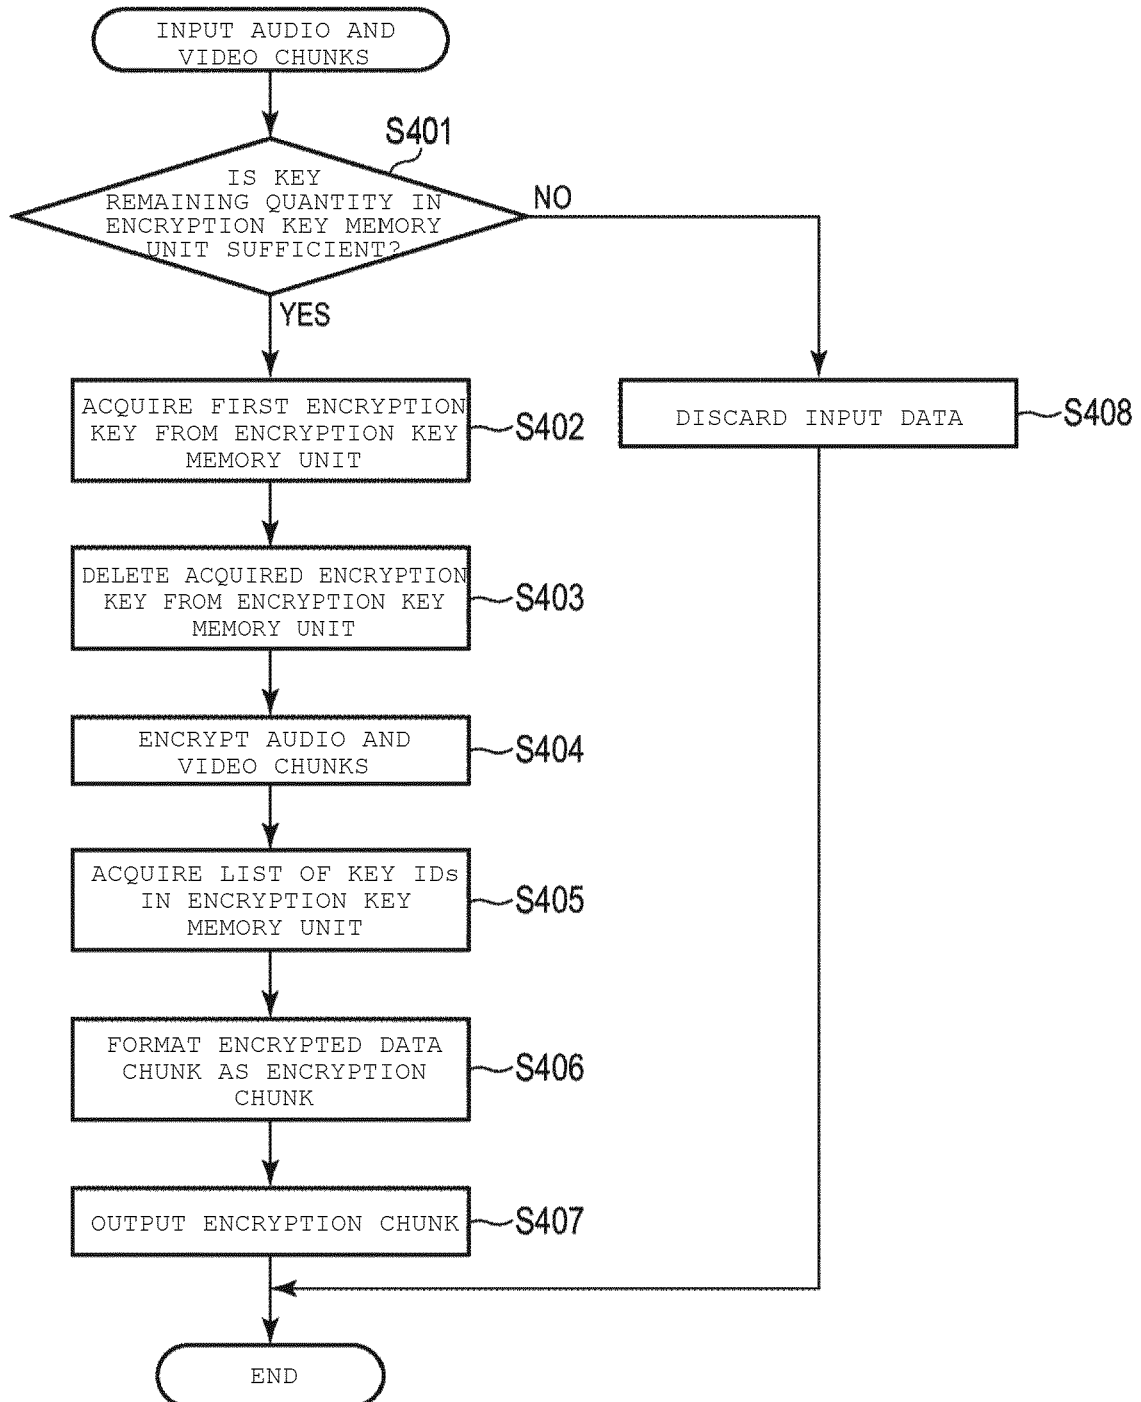 INPUT AUDIO AND
VIDEO CHUNKS
S401
IS KEY
REMAINING QUANTITY IN
ENCRYPTION KEY MEMORY
UNIT SUFFICIENT?
NO
YES
ACQUIRE FIRST ENCRYPTION
KEY FROM ENCRYPTION KEY
MEMORY UNIT
S402
DISCARD INPUT DATA
S408
DELETE ACQUIRED ENCRYPTION
KEY FROM ENCRYPTION KEY
MEMORY UNIT
S403
ENCRYPT AUDIO AND
VIDEO CHUNKS
S404
ACQUIRE LIST OF KEY IDs
IN ENCRYPTION KEY
MEMORY UNIT
S405
FORMAT ENCRYPTED DATA
CHUNK AS ENCRYPTION
CHUNK
S406
OUTPUT ENCRYPTION CHUNK
S407
END